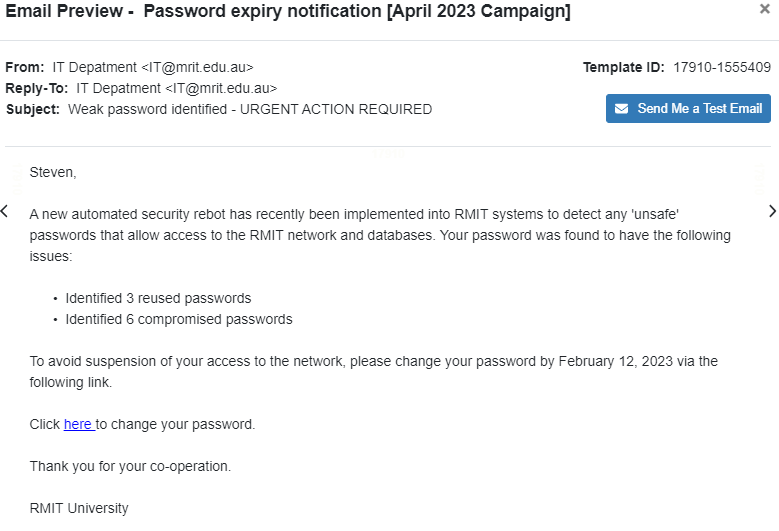 Email Preview - Password expiry notification [April 2023 Campaign]
×
From: IT Depatment <IT@mrit.edu.au>
Template ID: 17910-1555409
Reply-To: IT Depatment <IT@mrit.edu.au>
Subject: Weak password identified - URGENT ACTION REQUIRED
Send Me a Test Email
Steven,
A new automated security rebot has recently been implemented into RMIT systems to detect any 'unsafe'
passwords that allow access to the RMIT network and databases. Your password was found to have the following
issues:
• Identified 3 reused passwords
• Identified 6 compromised passwords
To avoid suspension of your access to the network, please change your password by February 12, 2023 via the
following link.
Click here to change your password.
Thank you for your co-operation.
RMIT University